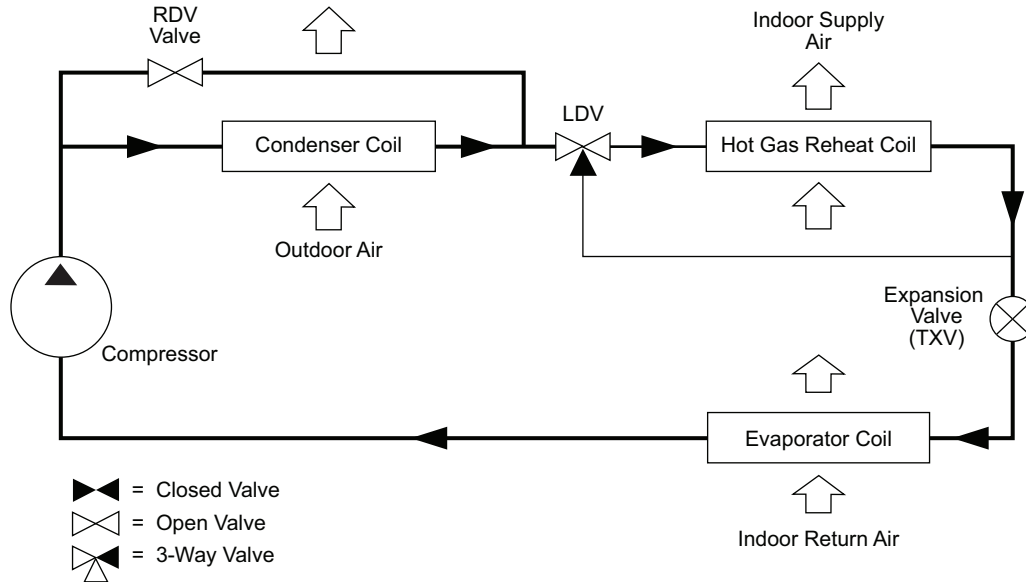 RDV
Valve
Indoor Supply
Air
LDV
Condenser Coil
Hot Gas Reheat Coil
Outdoor Air
Expansion
Valve
(TXV)
Compressor
Evaporator Coil
Indoor Return Air
= Closed Valve
= Open Valve
= 3-Way Valve